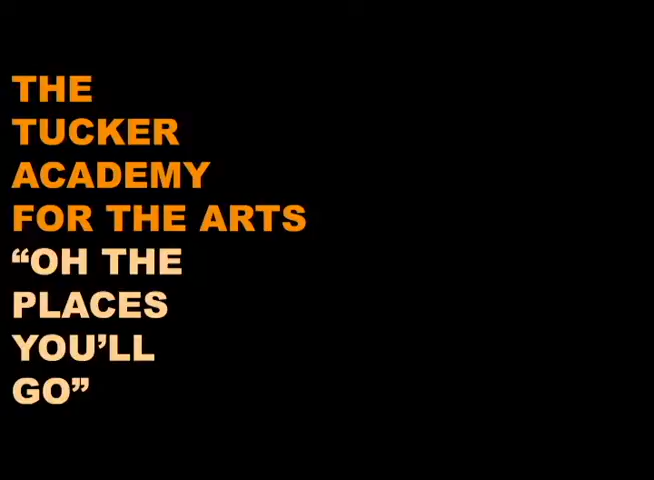 THE
TUCKER
ACADEMY
FOR THE ARTS
“OH THE
PLACES
YOU’LL
GO”